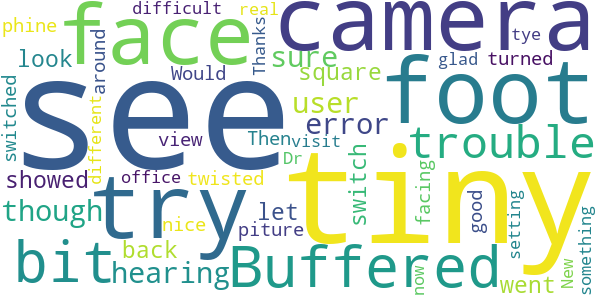 difficult real camera
phine face Thanks tye
look around sure glad turned
Would square foot
switched see user
different error trouble
view Then visit
showed try Dr switch facing tiny
office twisted good setting
though let
nice piture now New something
bit back Buffered
hearing went